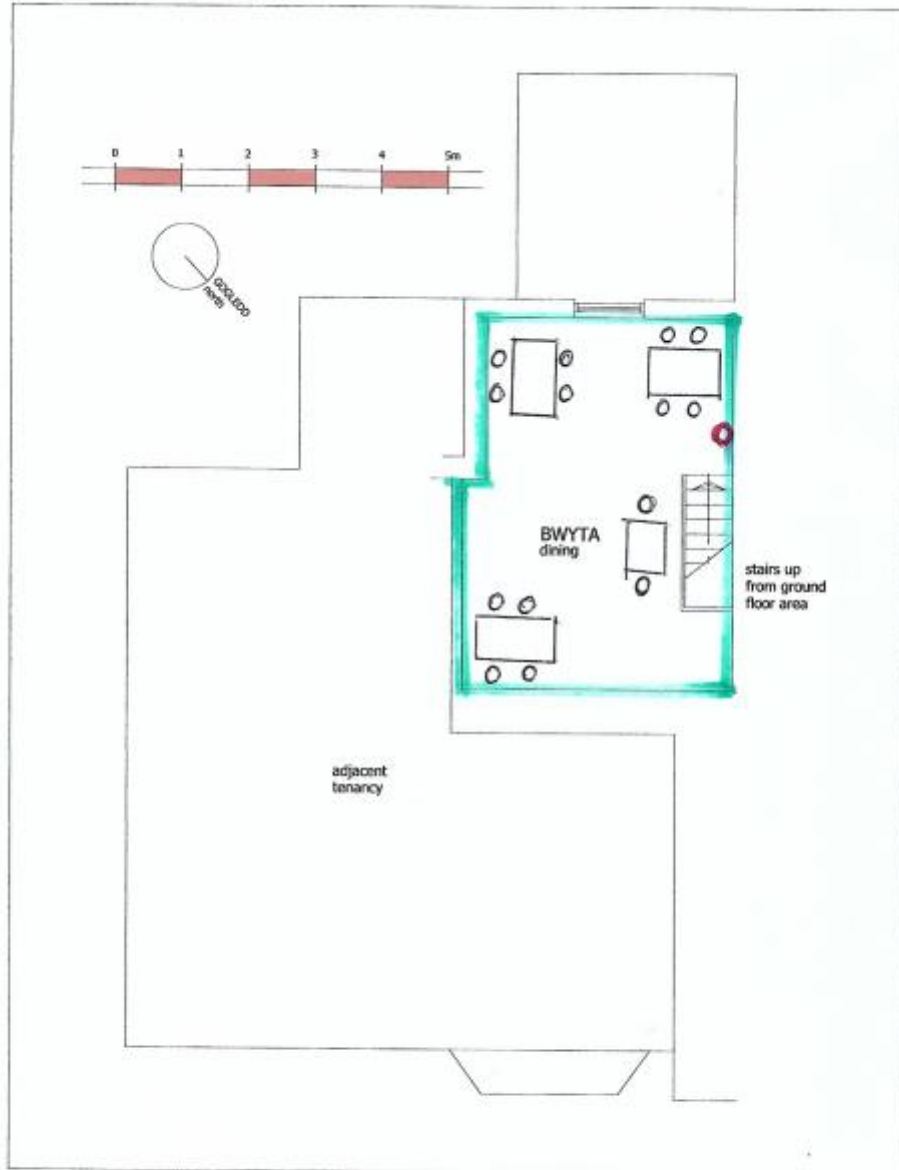 0 1 2 3 4 5m
GOGLEDD
north
BWYTA
dining
stairs up
from ground
floor area
adjacent
tenancy